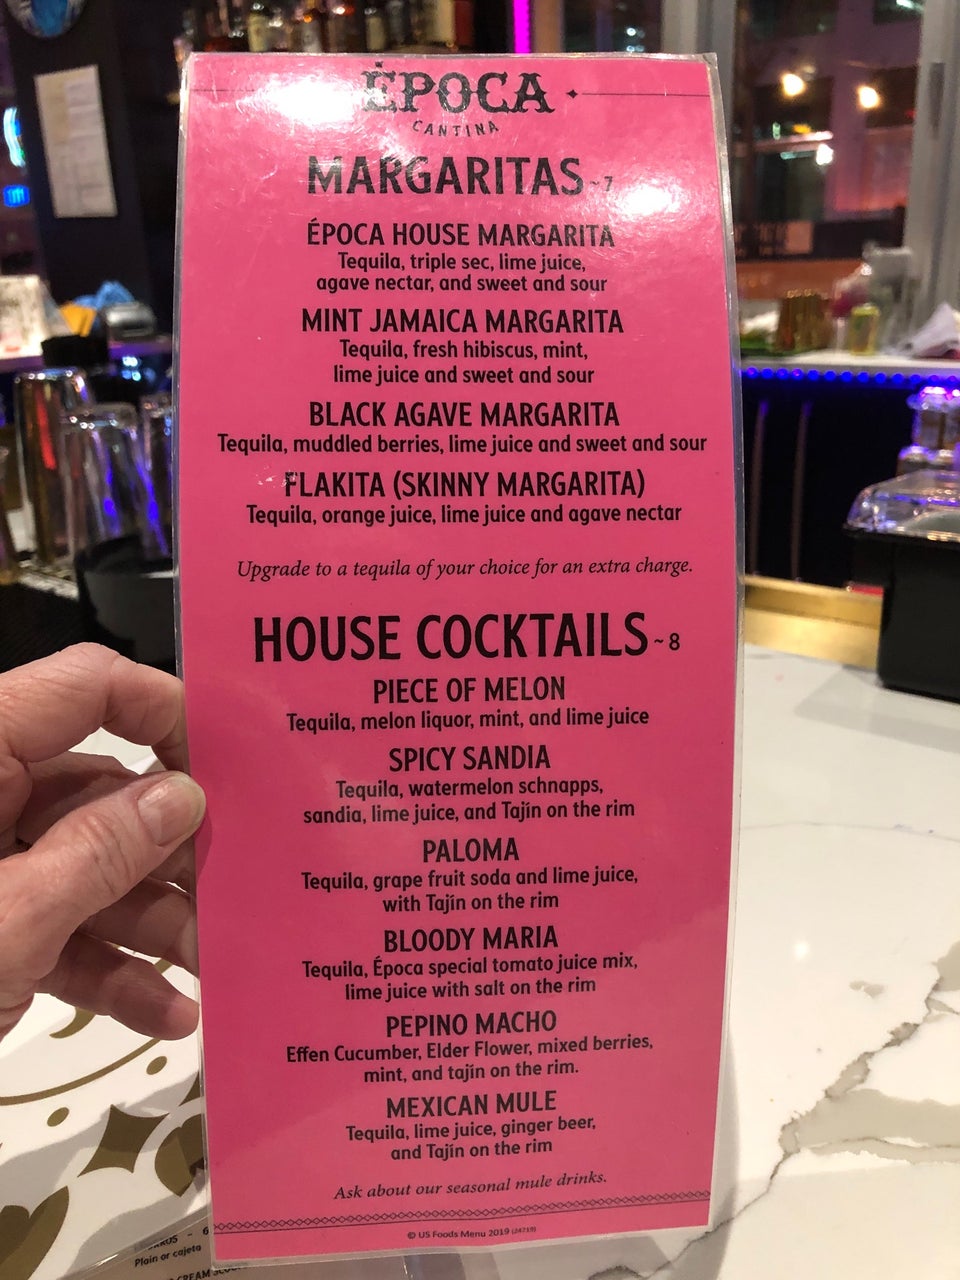 ÉPOCA
CANTINA
MARGARITAS ~ 7
ÉPOCA HOUSE MARGARITA
Tequila, triple sec, lime juice,
agave nectar, and sweet and sour
MINT JAMAICA MARGARITA
Tequila, fresh hibiscus, mint,
lime juice and sweet and sour
BLACK AGAVE MARGARITA
Tequila, muddled berries, lime juice and sweet and sour
FLAKITA (SKINNY MARGARITA)
Tequila, orange juice, lime juice and agave nectar
Upgrade to a tequila of your choice for an extra charge.
HOUSE COCKTAILS ~ 8
PIECE OF MELON
Tequila, melon liquor, mint, and lime juice
SPICY SANDIA
Tequila, watermelon schnapps,
sandia, lime juice, and Tajín on the rim
PALOMA
Tequila, grape fruit soda and lime juice,
with Tajín on the rim
BLOODY MARIA
Tequila, Época special tomato juice mix,
lime juice with salt on the rim
PEPINO MACHO
Effen Cucumber, Elder Flower, mixed berries,
mint, and tajín on the rim.
MEXICAN MULE
Tequila, lime juice, ginger beer,
and Tajín on the rim
Ask about our seasonal mule drinks.
© US Foods Menu 2019 (24719)
Plain or cajeta